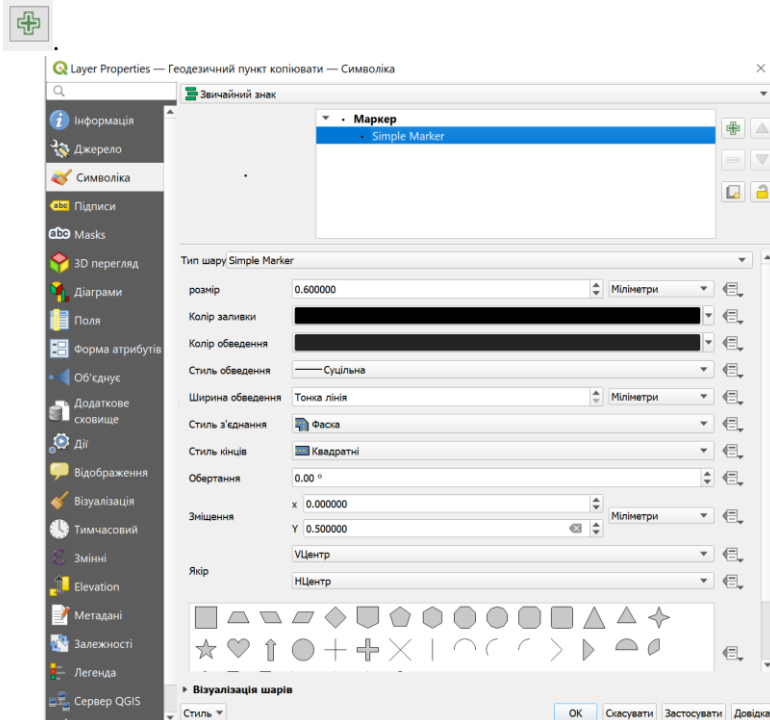 .
Layer Properties — Геодезичний пункт копіювати — Символіка
Звичайний знак
Інформація
Джерело
Символіка
abc Підписи
abc Masks
3D перегляд
Діаграми
Поля
Форма атрибутів
Об'єднує
Додаткове
сховище
Дії
Відображення
Візуалізація
Тимчасовий
Змінні
Elevation
Метадані
Залежності
Легенда
Сервер QGIS
Маркер
Simple Marker
Тип шару Simple Marker
розмір 0.600000 Міліметри
Колір заливки
Колір обведення
Стиль обведення Суцільна
Ширина обведення Тонка лінія Міліметри
Стиль з'єднання Фаска
Стиль кінців Квадратні
Обертання 0.00 °
Зміщення x 0.000000 Міліметри
Y 0.500000
Якір VЦентр
HЦентр
Візуалізація шарів
Стиль OK Скасувати Застосувати Довідка